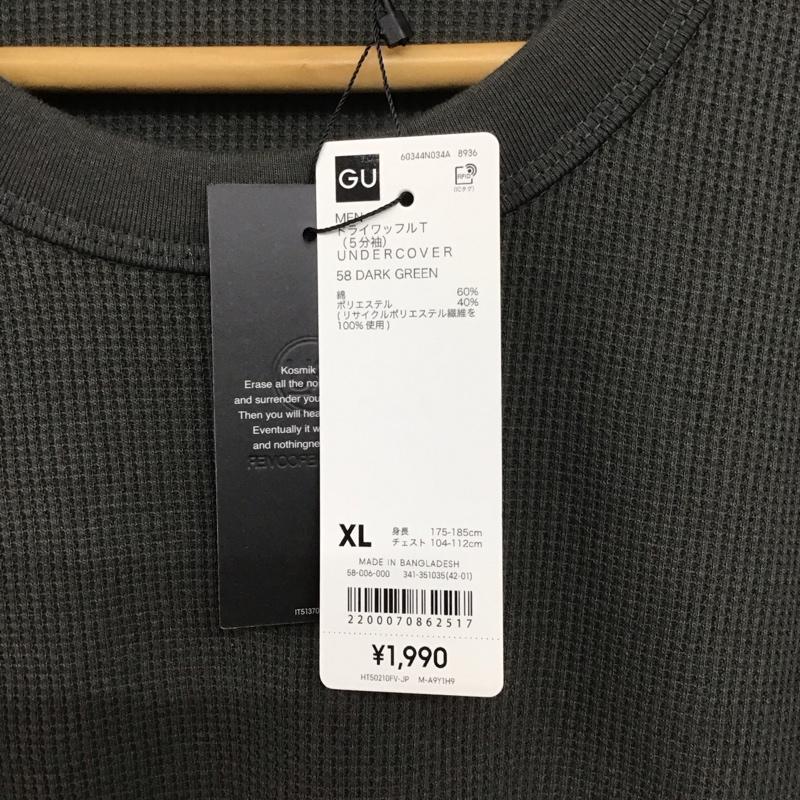 GU
60344N034A 8936
RFID
(ICタグ)
MEN
ドライワッフルT
(5分袖)
UNDERCOVER
58 DARK GREEN
綿 60%
ポリエステル 40%
(リサイクルポリエステル繊維を
100%使用)
Kosmik
Erase all the
and surrender
Then you will
Eventually it
and
XL 身長 175-185cm
チェスト 104-112cm
MADE IN BANGLADESH
58-006-000 341-351035(42-01)
2200070862517
¥1,990
HT50210FV-JP M-A9Y1H9
IT51370